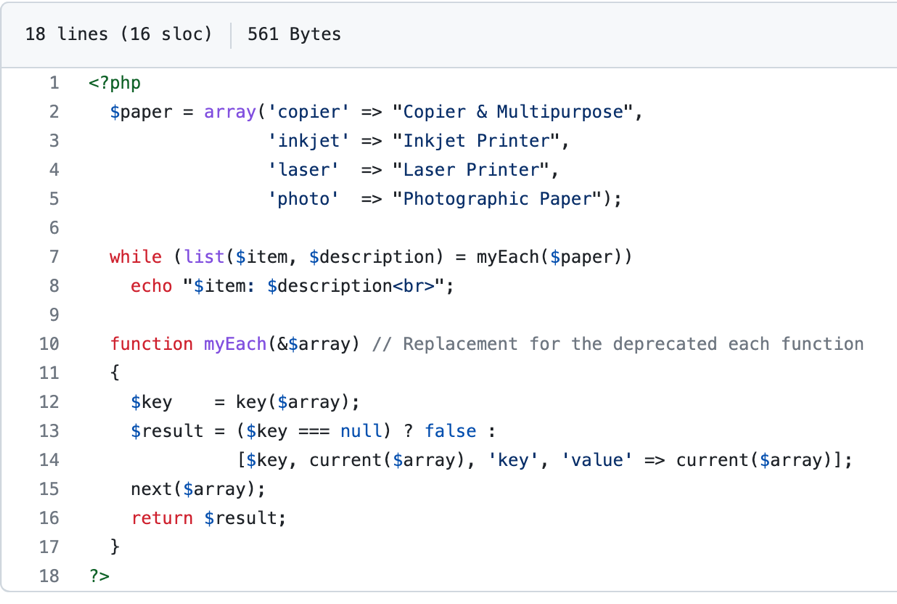 18 lines (16 sloc) | 561 Bytes
1 <?php
2   $paper = array('copier' => "Copier & Multipurpose",
3                  'inkjet' => "Inkjet Printer",
4                  'laser'  => "Laser Printer",
5                  'photo'  => "Photographic Paper");
6
7   while (list($item, $description) = myEach($paper))
8     echo "$item: $description<br>";
9
10   function myEach(&$array) // Replacement for the deprecated each function
11   {
12     $key    = key($array);
13     $result = ($key === null) ? false :
14               [$key, current($array), 'key', 'value' => current($array)];
15     next($array);
16     return $result;
17   }
18 ?>